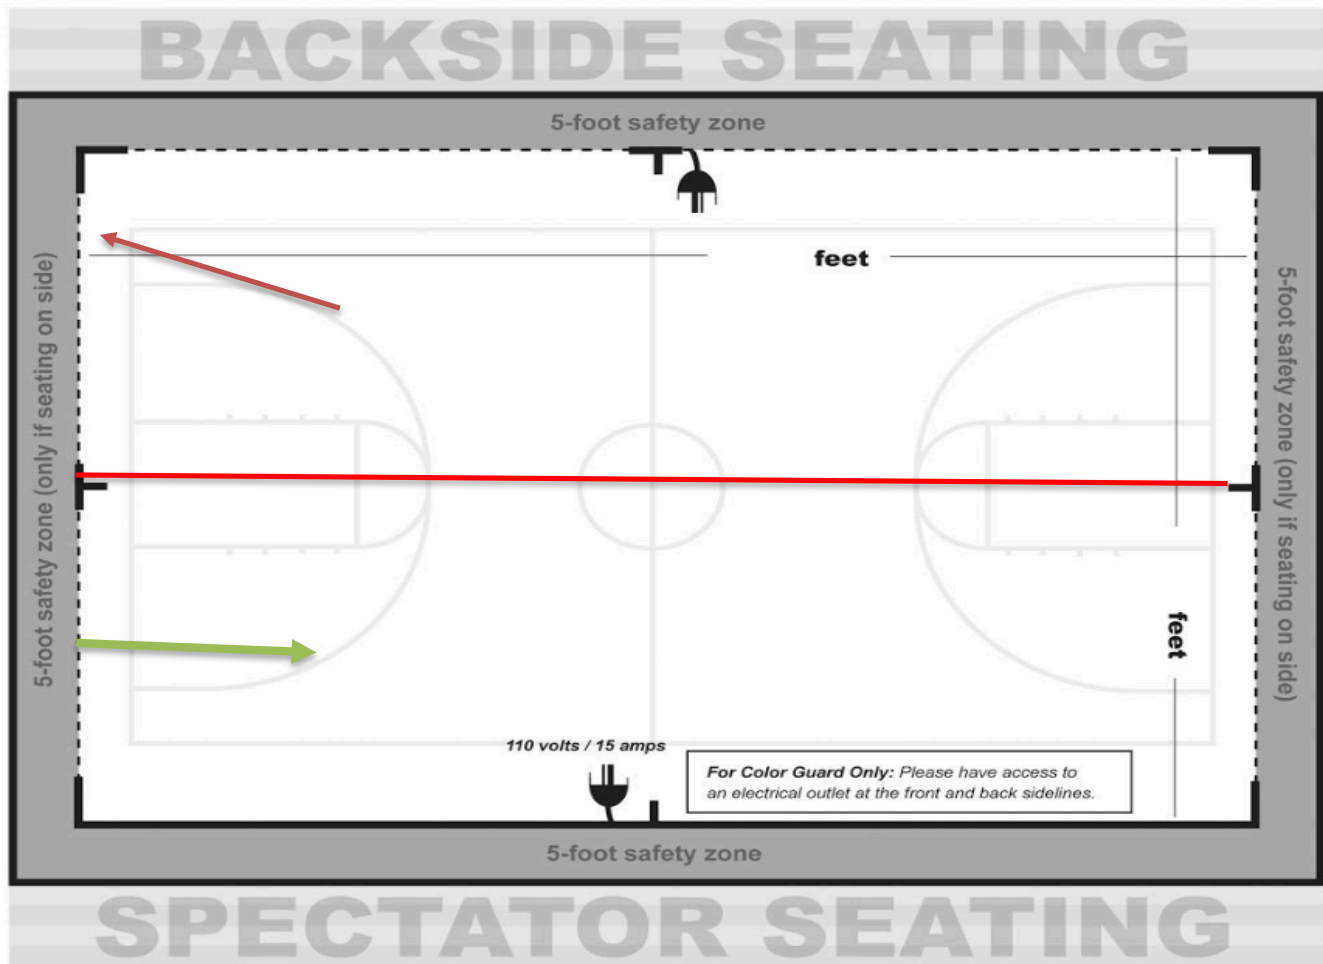 BACKSIDE SEATING
5-foot safety zone
feet
5-foot safety zone (only if seating on side)
5-foot safety zone (only if seating on side)
feet
110 volts / 15 amps
For Color Guard Only: Please have access to
an electrical outlet at the front and back sidelines.
5-foot safety zone
SPECTATOR SEATING